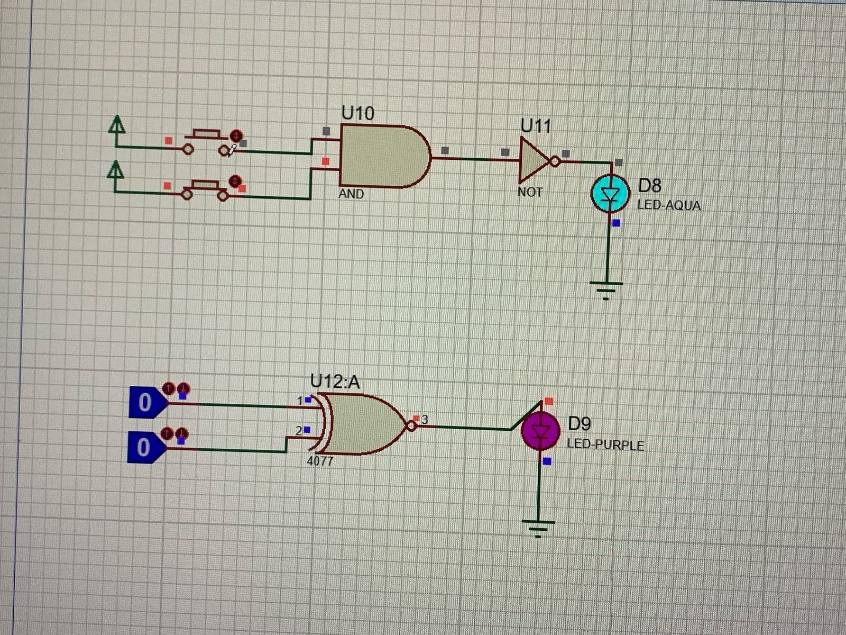 U10
AND
U11
NOT
D8
LED-AQUA
0
0
U12:A
1
2
3
4077
D9
LED-PURPLE